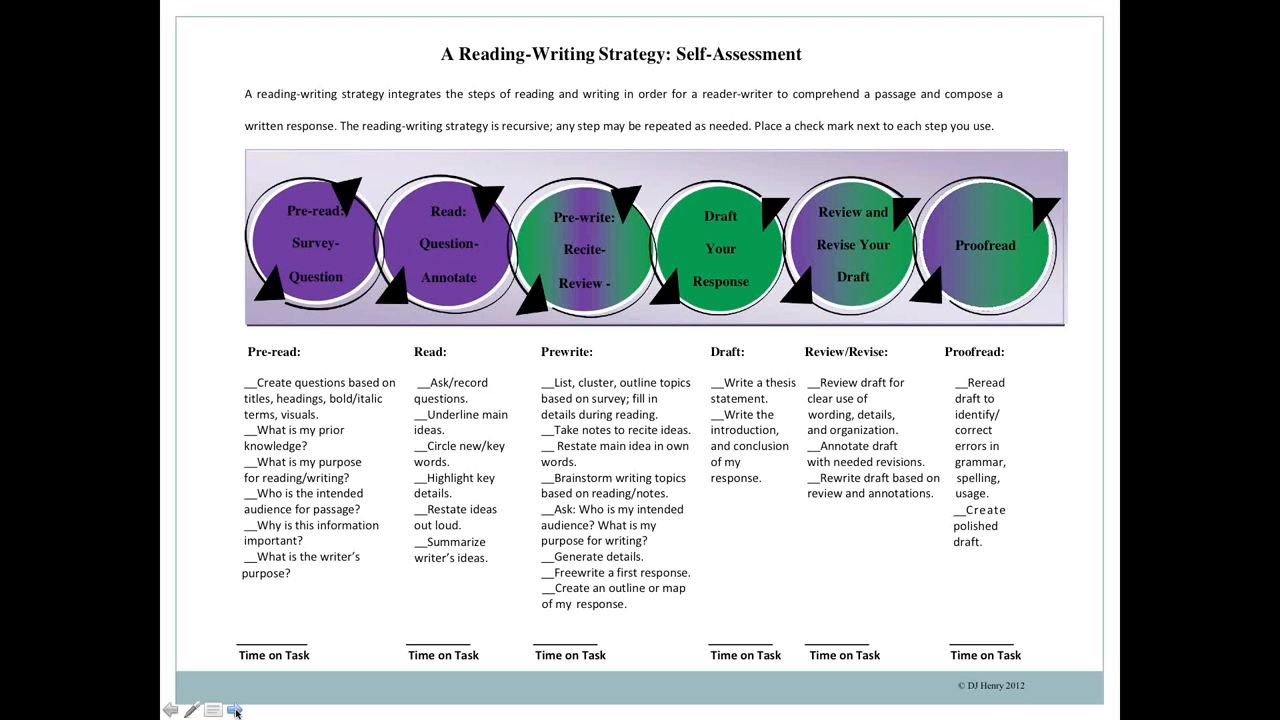 A Reading-Writing Strategy: Self-Assessment
A reading-writing strategy integrates the steps of reading and writing in order for a reader-writer to comprehend a passage and compose a
written response. The reading-writing strategy is recursive; any step may be repeated as needed. Place a check mark next to each step you use.
Pre-read:
Survey-
Question
Read:
Question-
Annotate
Pre-write:
Recite-
Review -
Draft
Your
Response
Review and
Revise Your
Draft
Proofread
Pre-read:
__Create questions based on
titles, headings, bold/italic
terms, visuals.
__What is my prior
knowledge?
__What is my purpose
for reading/writing?
__Who is the intended
audience for passage?
__Why is this information
important?
__What is the writer's
purpose?
Time on Task
Read:
__Ask/record
questions.
__Underline main
ideas.
__Circle new/key
words.
__Highlight key
details.
__Restate ideas
out loud.
__Summarize
writer's ideas.
Time on Task
Prewrite:
__List, cluster, outline topics
based on survey; fill in
details during reading.
__Take notes to recite ideas.
__ Restate main idea in own
words.
__Brainstorm writing topics
based on reading/notes.
__Ask: Who is my intended
audience? What is my
purpose for writing?
__Generate details.
__Freewrite a first response.
__Create an outline or map
of my response.
Time on Task
Draft:
__Write a thesis
statement.
__Write the
introduction,
and conclusion
of my
response.
Time on Task
Review/Revise:
__Review draft for
clear use of
wording, details,
and organization.
__Annotate draft
with needed revisions.
__Rewrite draft based on
review and annotations.
Time on Task
Proofread:
__Reread
draft to
identify/
correct
errors in
grammar,
spelling,
usage.
__Create
polished
draft.
Time on Task
© DJ Henry 2012